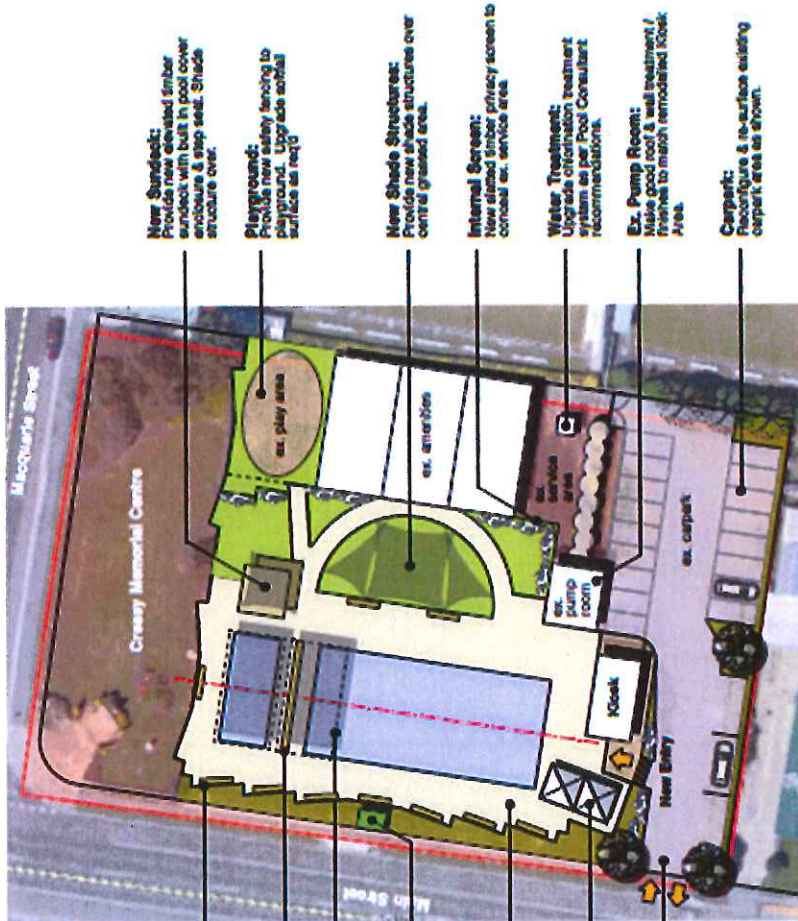 New Sundeck:
Provide new elevated timber
sundeck with built in pool cover
enclosure & step seat. Shade
structure over.
Playground:
Provide new safety fencing to
playground. Upgrade softfall
surface as req'd
New Shade Structures:
Provide new shade structures over
central grassed area.
Internal Screen:
New slatted timber privacy screen to
conceal ex. service area.
Water Treatment:
Upgrade chlorination treatment
system as per Pool Consultant
recommendations.
Ex. Pump Room:
Make good roof & wall treatment /
finishes to match remodeled Kiosk
Area.
Carpark:
Reconfigure & re-surface existing
carpark area as shown.
Macquarie Street
Cressy Memorial Centre
ex. play area
ex. amenities
ex.
service
area
ex.
pump
room
ex. carpark
Kiosk
New Entry
Main Street